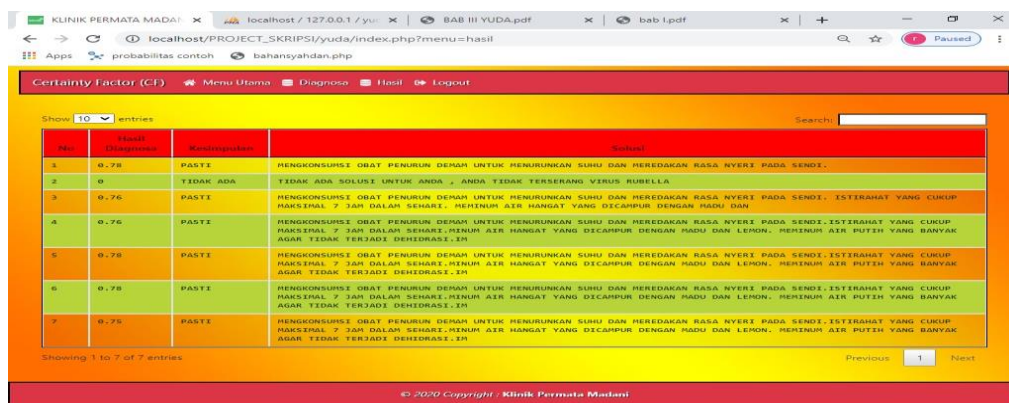 KLINIK PERMATA MADAN
localhost / 127.0.0.1 / yu
BAB III YUDA.pdf
bab I.pdf
localhost/PROJECT_SKRIPSI/yuda/index.php?menu=hasil
Paused
Apps probabilitas contoh bahansyahdan.php
Certainty Factor (CF) Menu Utama Diagnosa Hasil Logout
Show 10 entries Search:
No Hasil Diagnosa Kesimpulan Solusi
1 0.78 PASTI MENGKONSUMSI OBAT PENURUN DEMAM UNTUK MENURUNKAN SUHU DAN MEREDAKAN RASA NYERI PADA SENDI.
2 0 TIDAK ADA TIDAK ADA SOLUSI UNTUK ANDA , ANDA TIDAK TERSERANG VIRUS RUBELLA
3 0.76 PASTI MENGKONSUMSI OBAT PENURUN DEMAM UNTUK MENURUNKAN SUHU DAN MEREDAKAN RASA NYERI PADA SENDI. ISTIRAHAT YANG CUKUP
MAKSIMAL 7 JAM DALAM SEHARI. MEMINUM AIR HANGAT YANG DICAMPUR DENGAN MADU DAN
4 0.76 PASTI MENGKONSUMSI OBAT PENURUN DEMAM UNTUK MENURUNKAN SUHU DAN MEREDAKAN RASA NYERI PADA SENDI.ISTIRAHAT YANG CUKUP
MAKSIMAL 7 JAM DALAM SEHARI.MINUM AIR HANGAT YANG DICAMPUR DENGAN MADU DAN LEMON. MEMINUM AIR PUTIH YANG BANYAK
AGAR TIDAK TERJADI DEHIDRASI.IM
5 0.78 PASTI MENGKONSUMSI OBAT PENURUN DEMAM UNTUK MENURUNKAN SUHU DAN MEREDAKAN RASA NYERI PADA SENDI.ISTIRAHAT YANG CUKUP
MAKSIMAL 7 JAM DALAM SEHARI.MINUM AIR HANGAT YANG DICAMPUR DENGAN MADU DAN LEMON. MEMINUM AIR PUTIH YANG BANYAK
AGAR TIDAK TERJADI DEHIDRASI.IM
6 0.78 PASTI MENGKONSUMSI OBAT PENURUN DEMAM UNTUK MENURUNKAN SUHU DAN MEREDAKAN RASA NYERI PADA SENDI.ISTIRAHAT YANG CUKUP
MAKSIMAL 7 JAM DALAM SEHARI.MINUM AIR HANGAT YANG DICAMPUR DENGAN MADU DAN LEMON. MEMINUM AIR PUTIH YANG BANYAK
AGAR TIDAK TERJADI DEHIDRASI.IM
7 0.75 PASTI MENGKONSUMSI OBAT PENURUN DEMAM UNTUK MENURUNKAN SUHU DAN MEREDAKAN RASA NYERI PADA SENDI.ISTIRAHAT YANG CUKUP
MAKSIMAL 7 JAM DALAM SEHARI.MINUM AIR HANGAT YANG DICAMPUR DENGAN MADU DAN LEMON. MEMINUM AIR PUTIH YANG BANYAK
AGAR TIDAK TERJADI DEHIDRASI.IM
Showing 1 to 7 of 7 entries Previous 1 Next
© 2020 Copyright : Klinik Permata Madani